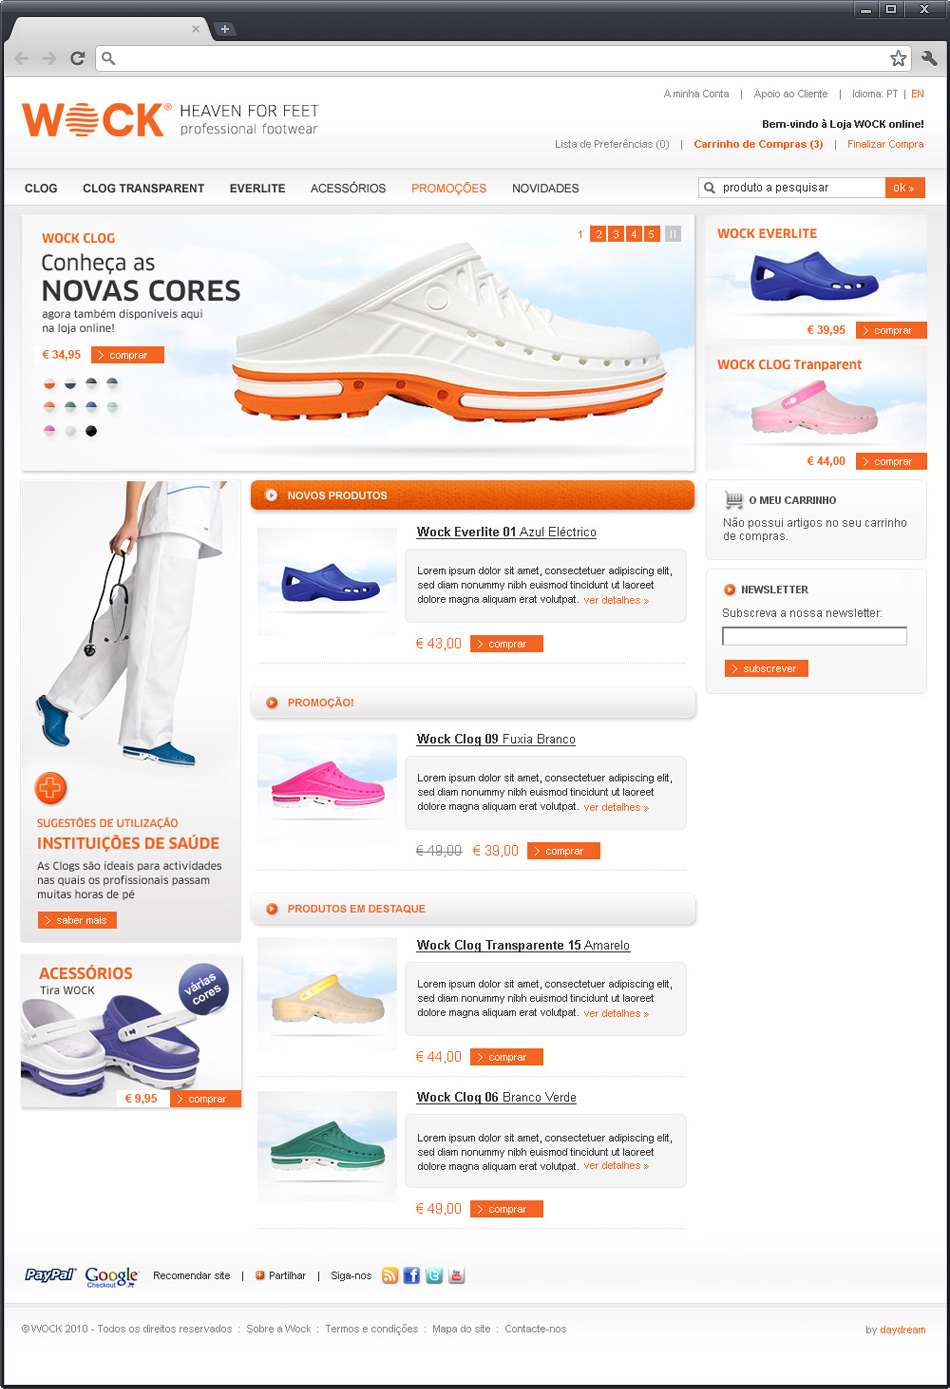 A minha Conta | Apoio ao Cliente | Idioma: PT | EN
WOCK® HEAVEN FOR FEET
professional footwear
Bem-vindo à Loja WOCK online!
Lista de Preferências (0) | Carrinho de Compras (3) | Finalizar Compra
CLOG CLOG TRANSPARENT EVERLITE ACESSÓRIOS PROMOÇÕES NOVIDADES
produto a pesquisar ok »
WOCK CLOG
1 2 3 4 5 II
Conheça as
NOVAS CORES
agora também disponíveis aqui
na loja online!
€ 34,95 comprar
WOCK EVERLITE
€ 39,95 comprar
WOCK CLOG Tranparent
€ 44,00 comprar
SUGESTÕES DE UTILIZAÇÃO
INSTITUIÇÕES DE SAÚDE
As Clogs são ideais para actividades
nas quais os profissionais passam
muitas horas de pé
saber mais
ACESSÓRIOS
Tira WOCK
várias
cores
€ 9,95 comprar
NOVOS PRODUTOS
Wock Everlite 01 Azul Eléctrico
Lorem ipsum dolor sit amet, consectetuer adipiscing elit,
sed diam nonummy nibh euismod tincidunt ut laoreet
dolore magna aliquam erat volutpat. ver detalhes »
€ 43,00 comprar
PROMOÇÃO!
Wock Clog 09 Fuxia Branco
Lorem ipsum dolor sit amet, consectetuer adipiscing elit,
sed diam nonummy nibh euismod tincidunt ut laoreet
dolore magna aliquam erat volutpat. ver detalhes »
€ 49,00 € 39,00 comprar
PRODUTOS EM DESTAQUE
Wock Clog Transparente 15 Amarelo
Lorem ipsum dolor sit amet, consectetuer adipiscing elit,
sed diam nonummy nibh euismod tincidunt ut laoreet
dolore magna aliquam erat volutpat. ver detalhes »
€ 44,00 comprar
Wock Clog 06 Branco Verde
Lorem ipsum dolor sit amet, consectetuer adipiscing elit,
sed diam nonummy nibh euismod tincidunt ut laoreet
dolore magna aliquam erat volutpat. ver detalhes »
€ 49,00 comprar
O MEU CARRINHO
Não possui artigos no seu carrinho
de compras.
NEWSLETTER
Subscreva a nossa newsletter:
subscrever
PayPal Google Checkout Recomendar site | Partilhar | Siga-nos
© WOCK 2010 - Todos os direitos reservados : Sobre a Wock : Termos e condições : Mapa do site : Contacte-nos
by daydream